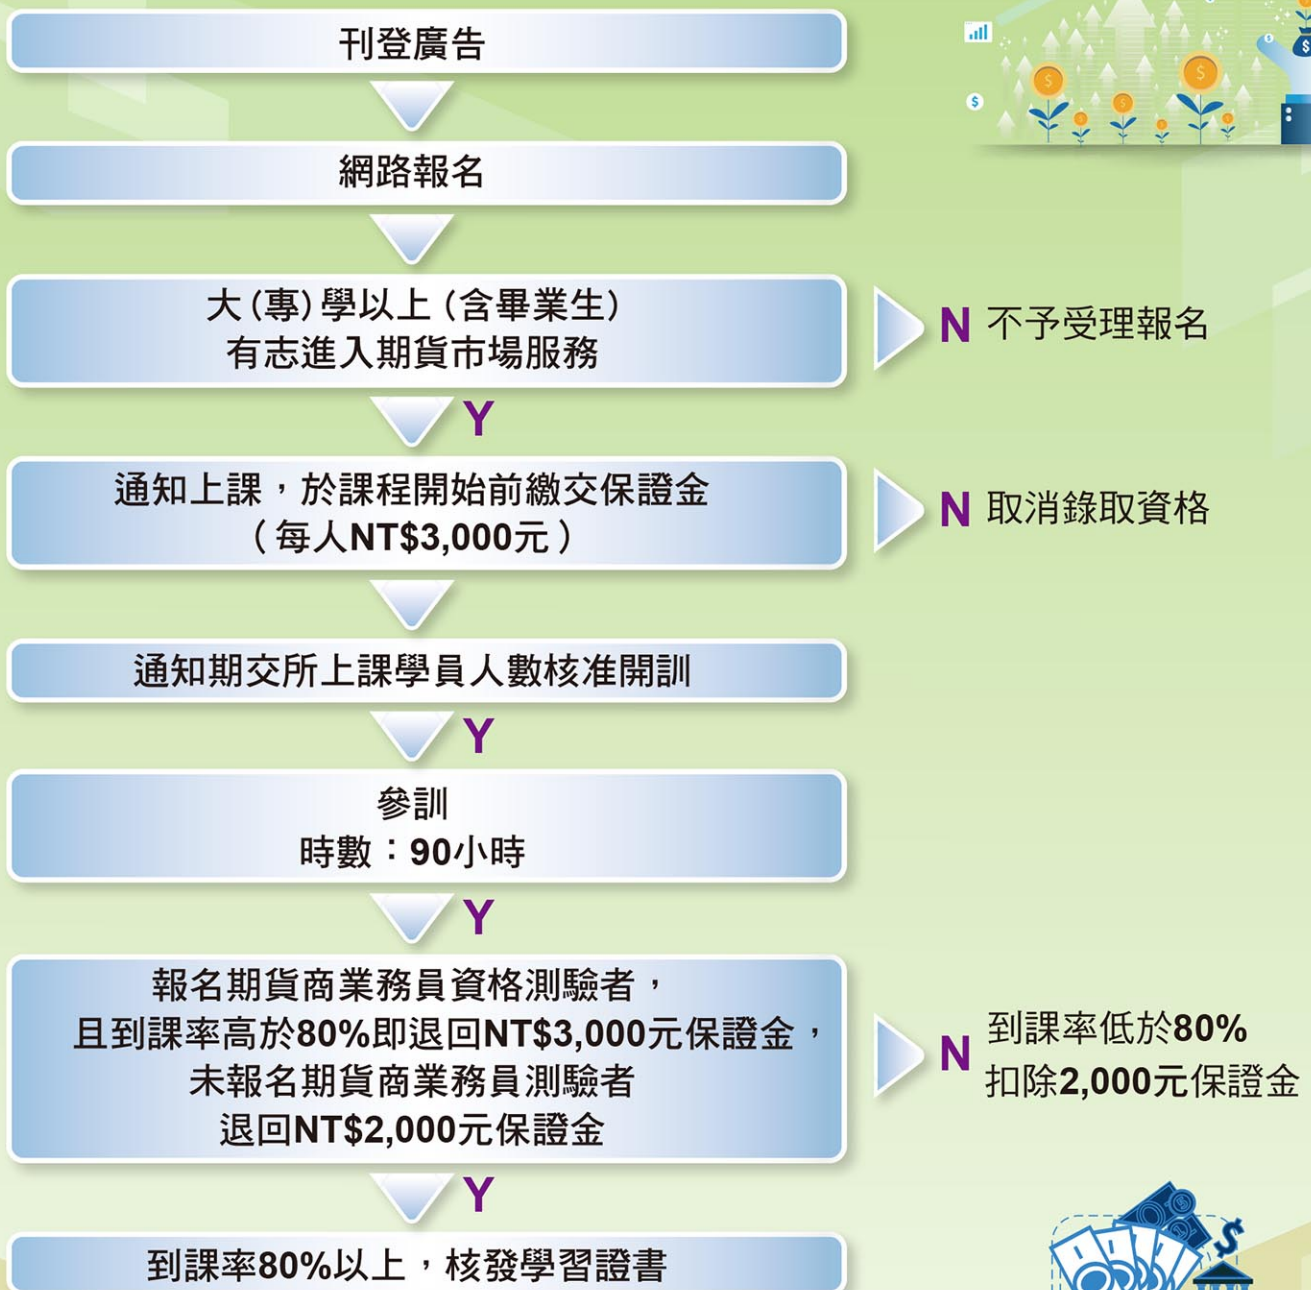 刊登廣告
網路報名
大(專)學以上(含畢業生)
有志進入期貨市場服務
N 不予受理報名
Y
通知上課，於課程開始前繳交保證金
（每人NT$3,000元）
N 取消錄取資格
通知期交所上課學員人數核准開訓
Y
參訓
時數：90小時
Y
報名期貨商業務員資格測驗者，
且到課率高於80%即退回NT$3,000元保證金，
未報名期貨商業務員測驗者
退回NT$2,000元保證金
N 到課率低於80%
扣除2,000元保證金
Y
到課率80%以上，核發學習證書